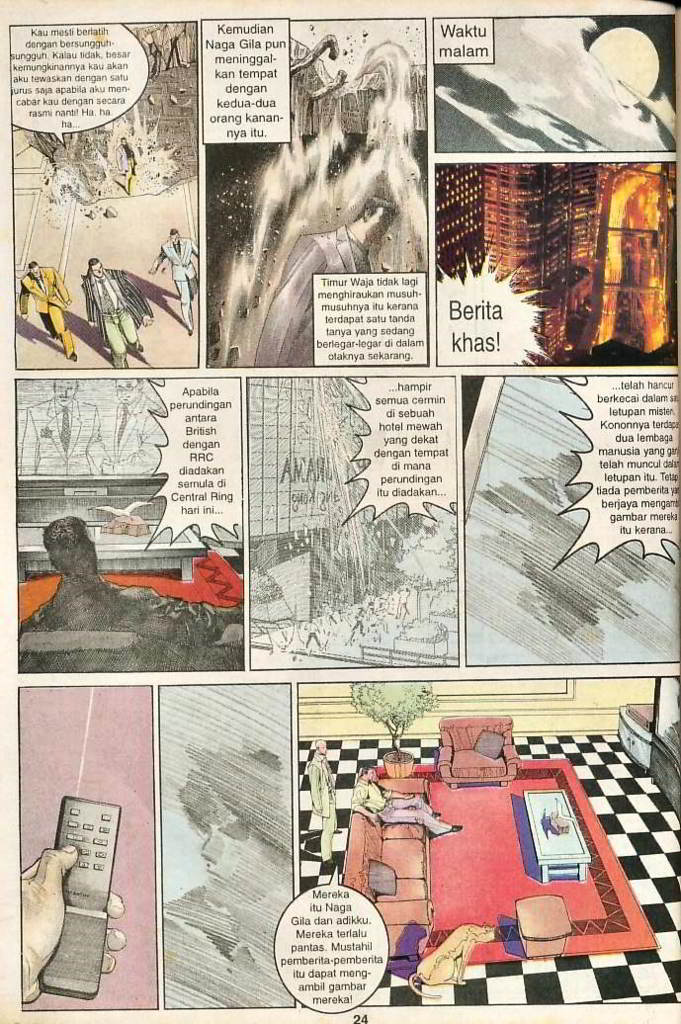 Kau mesti berlatih
dengan bersungguh-
sungguh. Kalau tidak, besar
kemungkinannya kau akan
aku tewaskan dengan satu
jurus saja apabila aku men-
cabar kau dengan secara
rasmi nanti! Ha. ha.
ha...
Kemudian
Naga Gila pun
meninggal-
kan tempat
dengan
kedua-dua
orang kanan-
nya itu.
Timur Waja tidak lagi
menghiraukan musuh-
musuhnya itu kerana
terdapat satu tanda
tanya yang sedang
berlegar-legar di dalam
otaknya sekarang.
Waktu
malam
Berita
khas!
Apabila
perundingan
antara
British
dengan
RRC
diadakan
semula di
Central Ring
hari ini...
...hampir
semua cermin
di sebuah
hotel mewah
yang dekat
dengan tempat
di mana
perundingan
itu diadakan...
...telah hancur
berkecai dalam
letupan
Kononnya
dua lembaga
manusia yang
telah muncul
letupan itu.
tiada pemberita
berjaya
gambar mereka
itu kerana...
Mereka
itu Naga
Gila dan adikku.
Mereka terlalu
pantas. Mustahil
pemberita-pemberita
itu dapat meng-
ambil gambar
mereka!
24